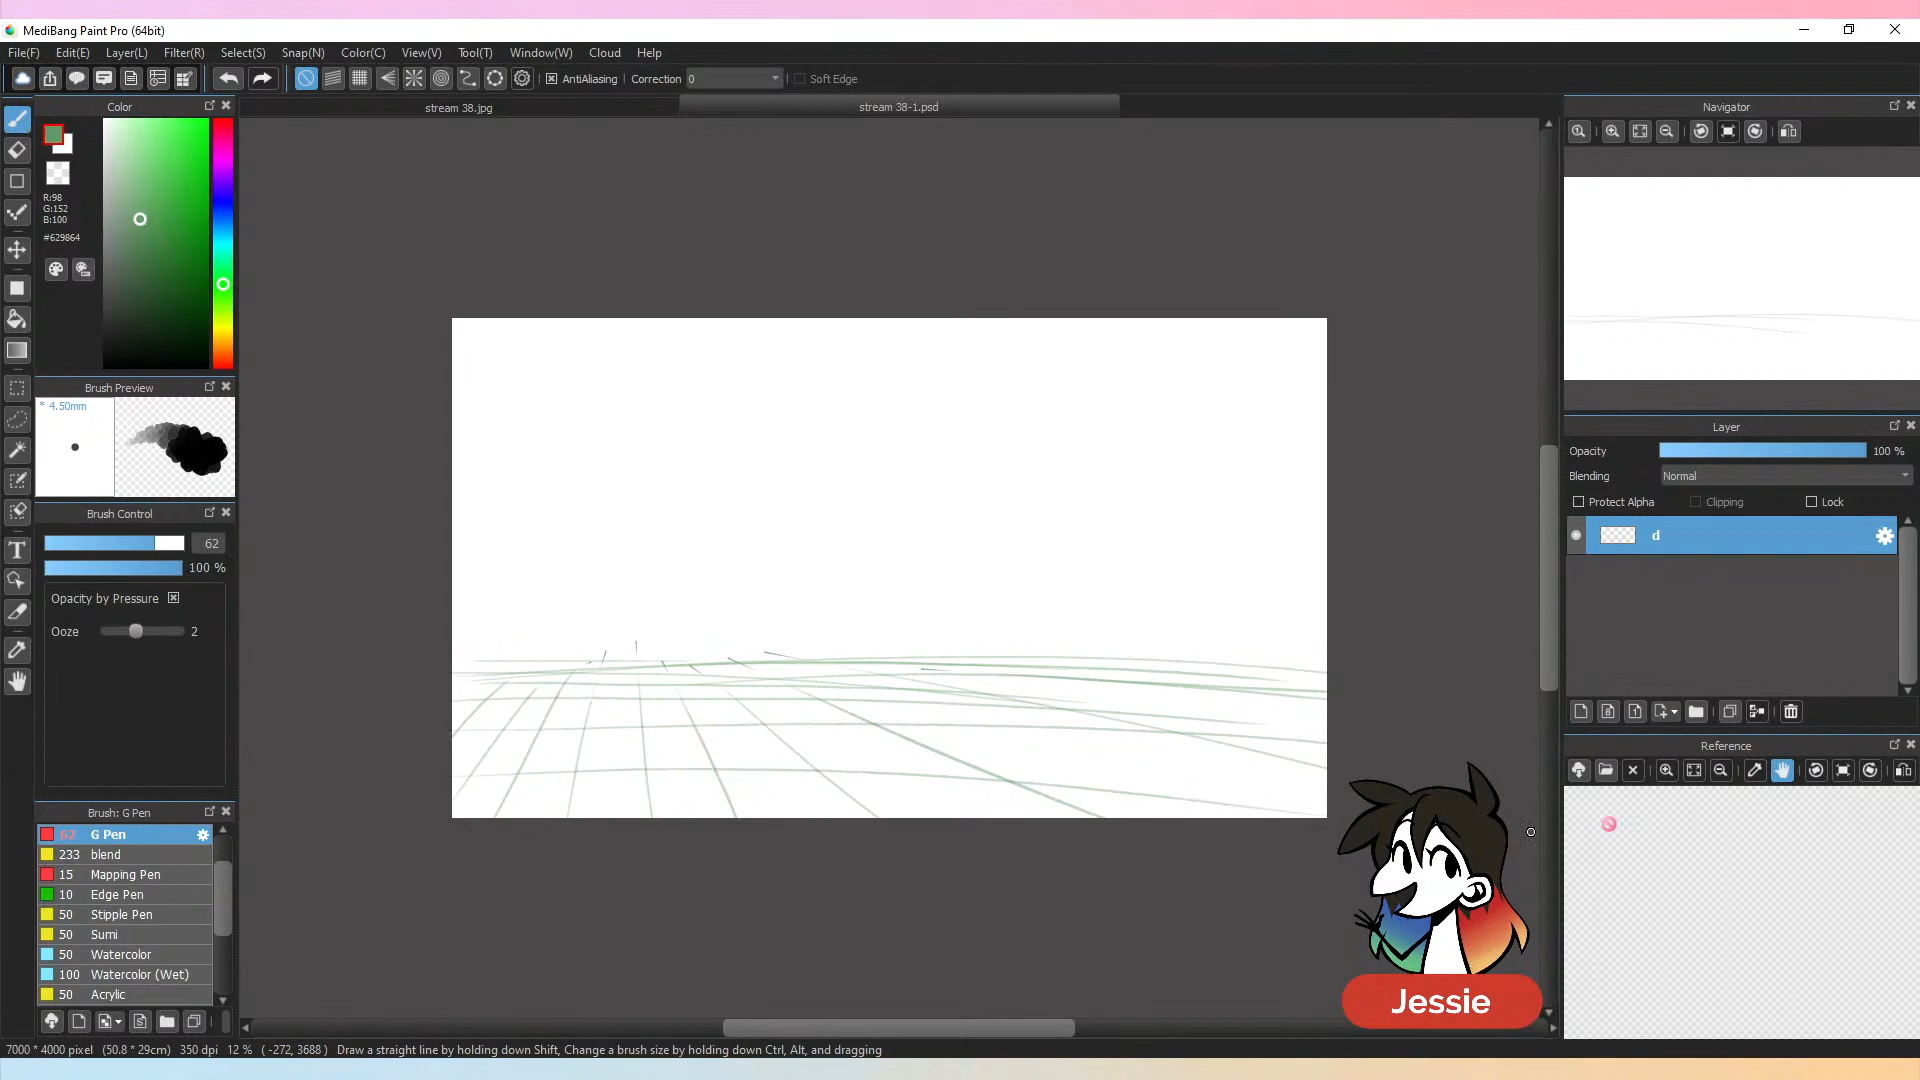 MediBang Paint Pro (64bit)
File(F) Edit(E) Layer(L) Filter(R) Select(S) Snap(N) Color(C) View(V) Tool(T) Window(W) Cloud Help
AntiAliasing Correction 0 Soft Edge
Color
stream 38.jpg
stream 38-1.psd
Navigator
R:98
G:152
B:100
#629864
Brush Preview
* 4.50mm
Brush Control
62
100 %
Opacity by Pressure
Ooze 2
Brush: G Pen
62 G Pen
233 blend
15 Mapping Pen
10 Edge Pen
50 Stipple Pen
50 Sumi
50 Watercolor
100 Watercolor (Wet)
50 Acrylic
Layer
Opacity 100 %
Blending Normal
Protect Alpha Clipping Lock
d
Reference
Jessie
7000 * 4000 pixel (50.8 * 29cm) 350 dpi 12 % ( -272, 3688 ) Draw a straight line by holding down Shift, Change a brush size by holding down Ctrl, Alt, and dragging